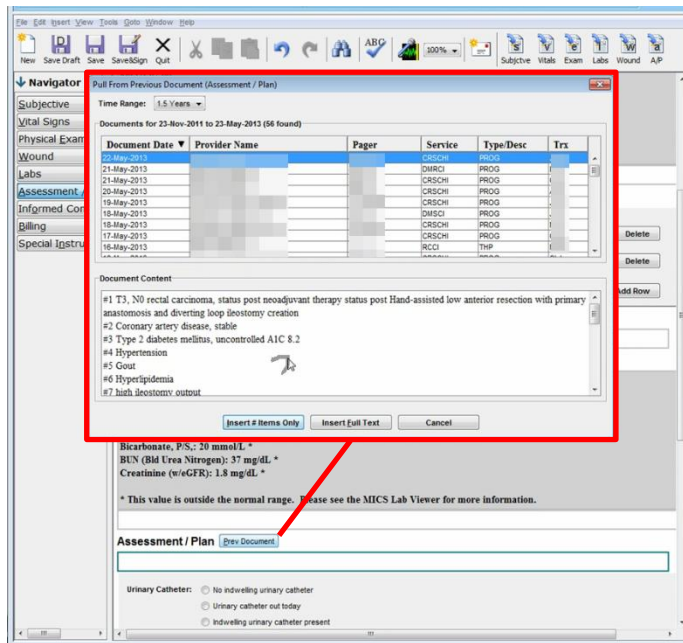 File Edit Insert View Tools Goto Window Help
New Save Draft Save Save&Sign Quit ABC 100% Subjctve Vitals Exam Labs Wound A/P
Navigator
Subjective
Vital Signs
Physical Exam
Wound
Labs
Assessment /
Informed Con
Billing
Special Instru
Pull From Previous Document (Assessment / Plan)
Time Range: 1.5 Years
Documents for 23-Nov-2011 to 23-May-2013 (56 found)
Document Date Provider Name Pager Service Type/Desc Trx
22-May-2013 CRSCHI PROG
21-May-2013 DMRCI PROG
21-May-2013 CRSCHI PROG
20-May-2013 CRSCHI PROG
19-May-2013 CRSCHI PROG
18-May-2013 DMSCI PROG
18-May-2013 CRSCHI PROG
17-May-2013 CRSCHI PROG
16-May-2013 RCCI THP
Document Content
#1 T3, N0 rectal carcinoma, status post neoadjuvant therapy status post Hand-assisted low anterior resection with primary
anastomosis and diverting loop ileostomy creation
#2 Coronary artery disease, stable
#3 Type 2 diabetes mellitus, uncontrolled A1C 8.2
#4 Hypertension
#5 Gout
#6 Hyperlipidemia
#7 high ileostomy output
Insert # Items Only Insert Full Text Cancel
Delete
Delete
Add Row
Bicarbonate, P/S,: 20 mmol/L *
BUN (Bld Urea Nitrogen): 37 mg/dL *
Creatinine (w/eGFR): 1.8 mg/dL *
* This value is outside the normal range. Please see the MICS Lab Viewer for more information.
Assessment / Plan Prev Document
Urinary Catheter: No indwelling urinary catheter
Urinary catheter out today
Indwelling urinary catheter present